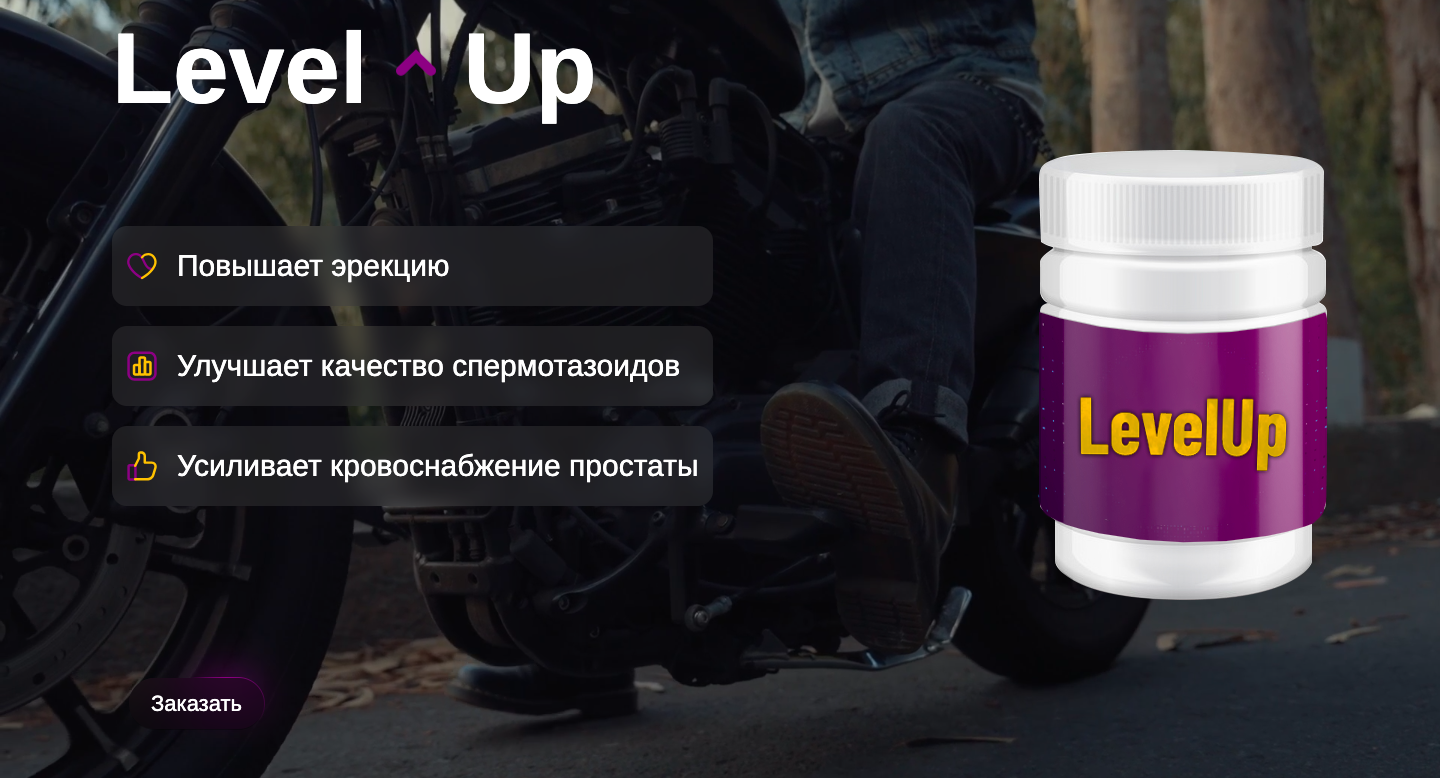 Level Up
Повышает эрекцию
Улучшает качество спермотазоидов
Усиливает кровоснабжение простаты
LevelUp
Заказать